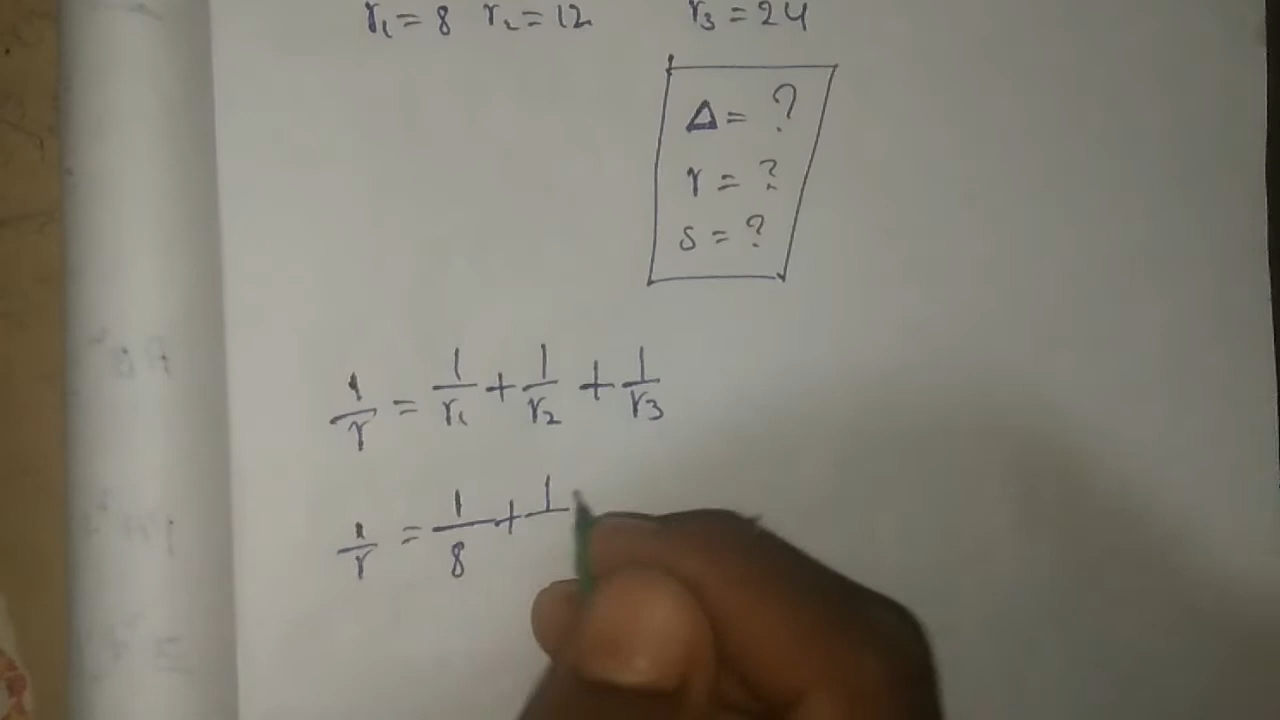 r₁ = 8 r₂ = 12 r₃ = 24
Δ = ?
r = ?
s = ?
1/r = 1/r₁ + 1/r₂ + 1/r₃
1/r = 1/8 + 1/